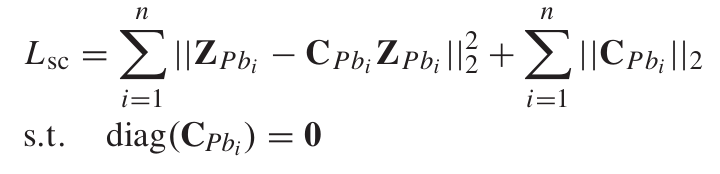 L_sc = \sum_{i=1}^{n} ||Z_{Pb_i} − C_{Pb_i} Z_{Pb_i}||_2^2 + \sum_{i=1}^{n} ||C_{Pb_i}||_2
s.t. diag(C_{Pb_i}) = 0